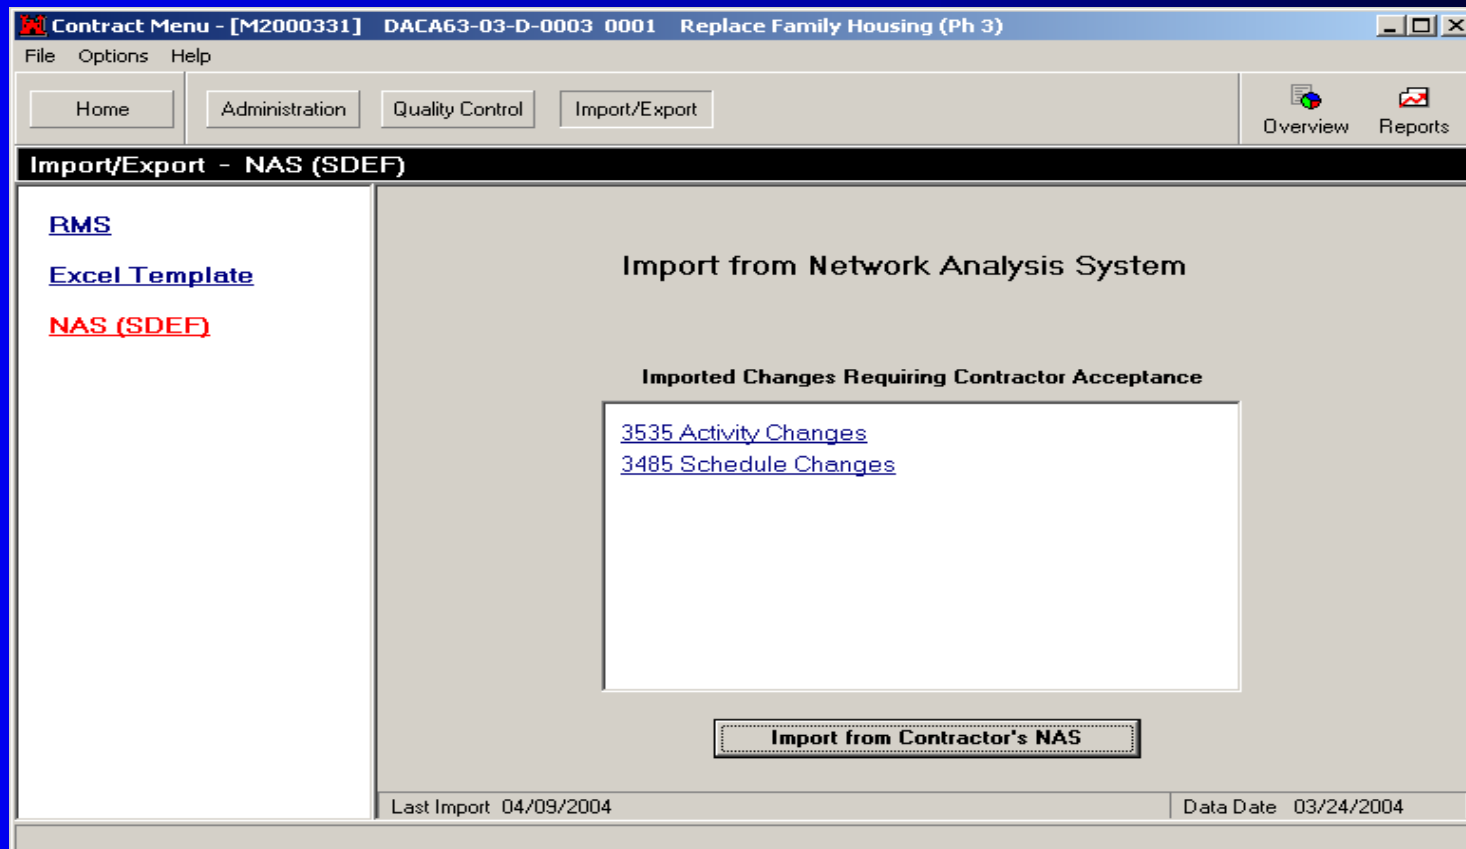 Contract Menu - [M2000331] DACA63-03-D-0003 0001 Replace Family Housing (Ph 3)
File Options Help
Home Administration Quality Control Import/Export Overview Reports
Import/Export - NAS (SDEF)
RMS
Excel Template
NAS (SDEF)
Import from Network Analysis System
Imported Changes Requiring Contractor Acceptance
3535 Activity Changes
3485 Schedule Changes
Import from Contractor's NAS
Last Import 04/09/2004 Data Date 03/24/2004